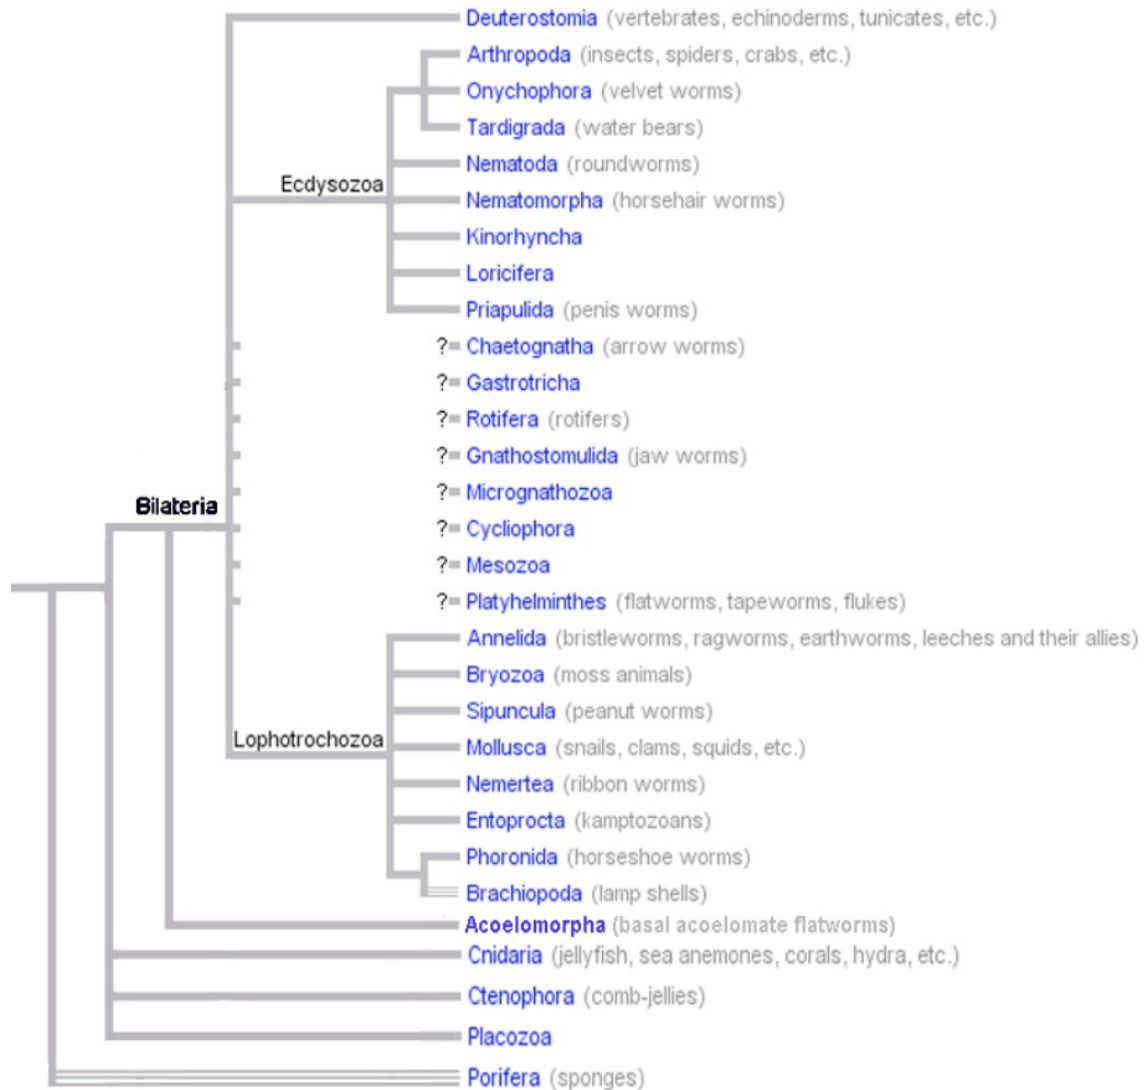 Deuterostomia (vertebrates, echinoderms, tunicates, etc.)
Arthropoda (insects, spiders, crabs, etc.)
Onychophora (velvet worms)
Tardigrada (water bears)
Nematoda (roundworms)
Ecdysozoa
Nematomorpha (horsehair worms)
Kinorhyncha
Loricifera
Priapulida (penis worms)
?Chaetognatha (arrow worms)
?Gastrotricha
?Rotifera (rotifers)
?Gnathostomulida (jaw worms)
?Micrognathozoa
Bilateria
?Cycliophora
?Mesozoa
?Platyhelminthes (flatworms, tapeworms, flukes)
Annelida (bristleworms, ragworms, earthworms, leeches and their allies)
Bryozoa (moss animals)
Sipuncula (peanut worms)
Lophotrochozoa
Mollusca (snails, clams, squids, etc.)
Nemertea (ribbon worms)
Entoprocta (kamptozoans)
Phoronida (horseshoe worms)
Brachiopoda (lamp shells)
Acoelomorpha (basal acoelomate flatworms)
Cnidaria (jellyfish, sea anemones, corals, hydra, etc.)
Ctenophora (comb-jellies)
Placozoa
Porifera (sponges)